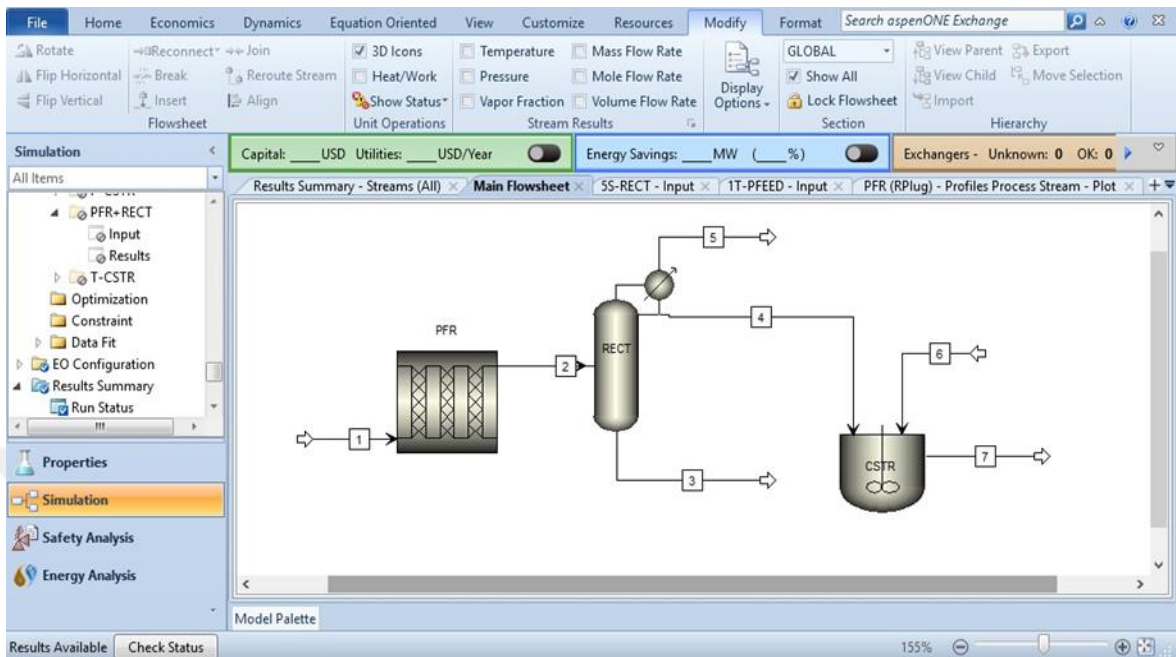 File Home Economics Dynamics Equation Oriented View Customize Resources Modify Format Search aspenONE Exchange
Rotate Reconnect Join 3D Icons Temperature Mass Flow Rate GLOBAL View Parent Export
Flip Horizontal Break Reroute Stream Heat/Work Pressure Mole Flow Rate Display Options Show All View Child Move Selection
Flip Vertical Insert Align Show Status Vapor Fraction Volume Flow Rate Lock Flowsheet Import
Flowsheet Unit Operations Stream Results Section Hierarchy
Simulation Capital: ____USD Utilities: ____USD/Year Energy Savings: ____MW (____%) Exchangers - Unknown: 0 OK: 0
All Items Results Summary - Streams (All) Main Flowsheet 5S-RECT - Input 1T-PFEED - Input PFR (RPlug) - Profiles Process Stream - Plot
PFR+RECT
Input
Results
T-CSTR
Optimization
Constraint
Data Fit
EO Configuration
Results Summary
Run Status
Properties
Simulation
Safety Analysis
Energy Analysis
5
4
PFR
RECT
6
2
1
7
CSTR
3
Model Palette
Results Available Check Status 155%